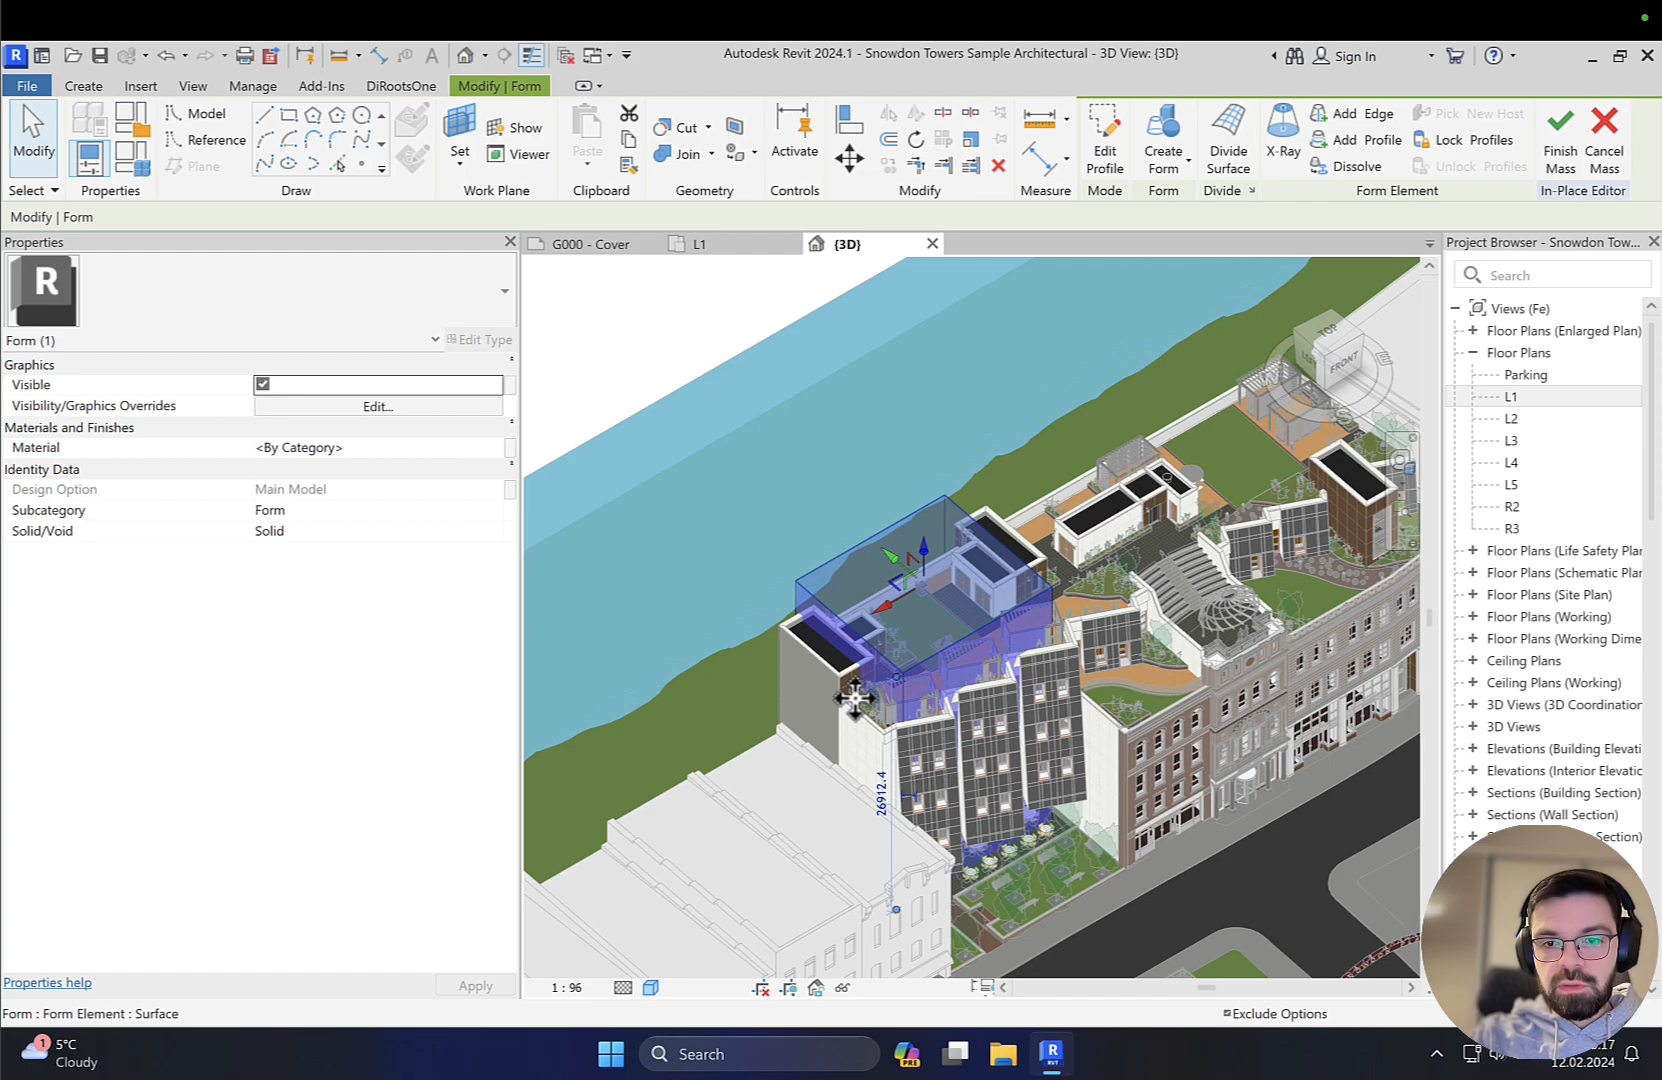 Autodesk Revit 2024.1 - Snowdon Towers Sample Architectural - 3D View: {3D}
Sign In
File
Create
Insert
View
Manage
Add-Ins
DiRootsOne
Modify | Form
Modify
Model
Reference
Plane
Set
Show
Viewer
Paste
Cut
Join
Activate
Edit
Profile
Create
Form
Divide
Surface
X-Ray
Add Edge
Add Profile
Dissolve
Pick New Host
Lock Profiles
Unlock Profiles
Finish
Mass
Cancel
Mass
Select
Properties
Draw
Work Plane
Clipboard
Geometry
Controls
Modify
Measure
Mode
Form
Divide
Form Element
In-Place Editor
Modify | Form
Properties
R
Form (1)
Edit Type
Graphics
Visible
Visibility/Graphics Overrides
Edit...
Materials and Finishes
Material
<By Category>
Identity Data
Design Option
Main Model
Subcategory
Form
Solid/Void
Solid
Properties help
Apply
G000 - Cover
L1
{3D}
TOP
FRONT
E
S
26912.4
1 : 96
Project Browser - Snowdon Tow...
Search
Views (Fe)
Floor Plans (Enlarged Plan)
Floor Plans
Parking
L1
L2
L3
L4
L5
R2
R3
Floor Plans (Life Safety Plan
Floor Plans (Schematic Plan
Floor Plans (Site Plan)
Floor Plans (Working)
Floor Plans (Working Dime
Ceiling Plans
Ceiling Plans (Working)
3D Views (3D Coordination
3D Views
Elevations (Building Elevati
Elevations (Interior Elevatio
Sections (Building Section)
Sections (Wall Section)
Section)
Form : Form Element : Surface
Exclude Options
1
5°C
Cloudy
Search
PRE
R
12.02.2024